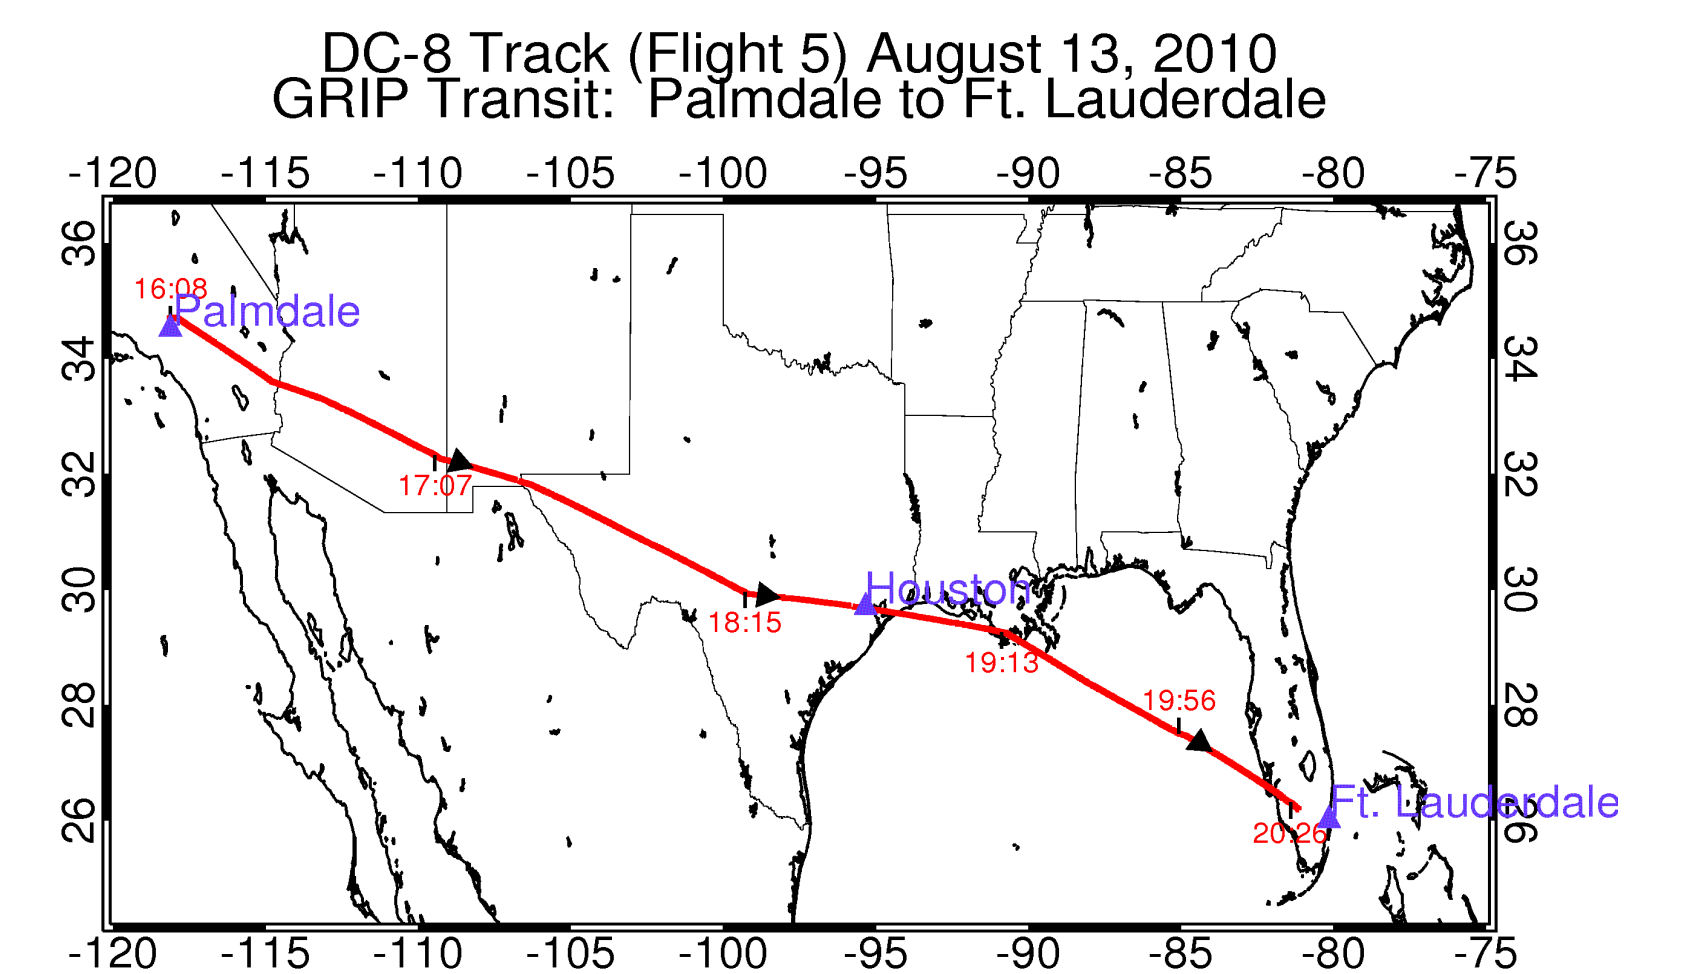 DC-8 Track (Flight 5) August 13, 2010
GRIP Transit:  Palmdale to Ft. Lauderdale
-120 -115 -110 -105 -100 -95 -90 -85 -80 -75
36 36
16:08
Palmdale
34 34
32 32
17:07
30 30
Houston
18:15
19:13
19:56
28 28
Ft. Lauderdale
26 26
20:26
-120 -115 -110 -105 -100 -95 -90 -85 -80 -75